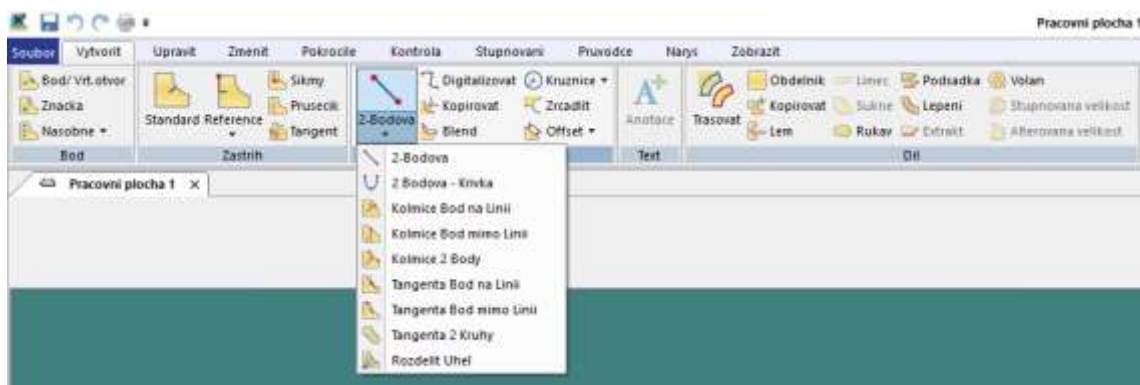 Pracovni plocha 1
Soubor Vytvorit Upravit Zmenit Pokrocile Kontrola Stupnovani Pruvodce Narys Zobrazit
Bod/ Vrt.otvor Sikmy Digitalizovat Kruznice Obdelnik Limec Podsadka Volan
Znacka Standard Reference Prusecik 2-Bodova Kopirovat Zrcadlit Anotace Trasovat Kopirovat Sukne Lepeni Stupnovana velikost
Nasobne Tangent Blend Offset Lem Rukav Extrakt Alterovana velikost
Bod Zastrih Text Dil
Pracovni plocha 1 x
2-Bodova
2 Bodova - Krivka
Kolmice Bod na Linii
Kolmice Bod mimo Linii
Kolmice 2 Body
Tangenta Bod na Linii
Tangenta Bod mimo Linii
Tangenta 2 Kruhy
Rozdelit Uhel